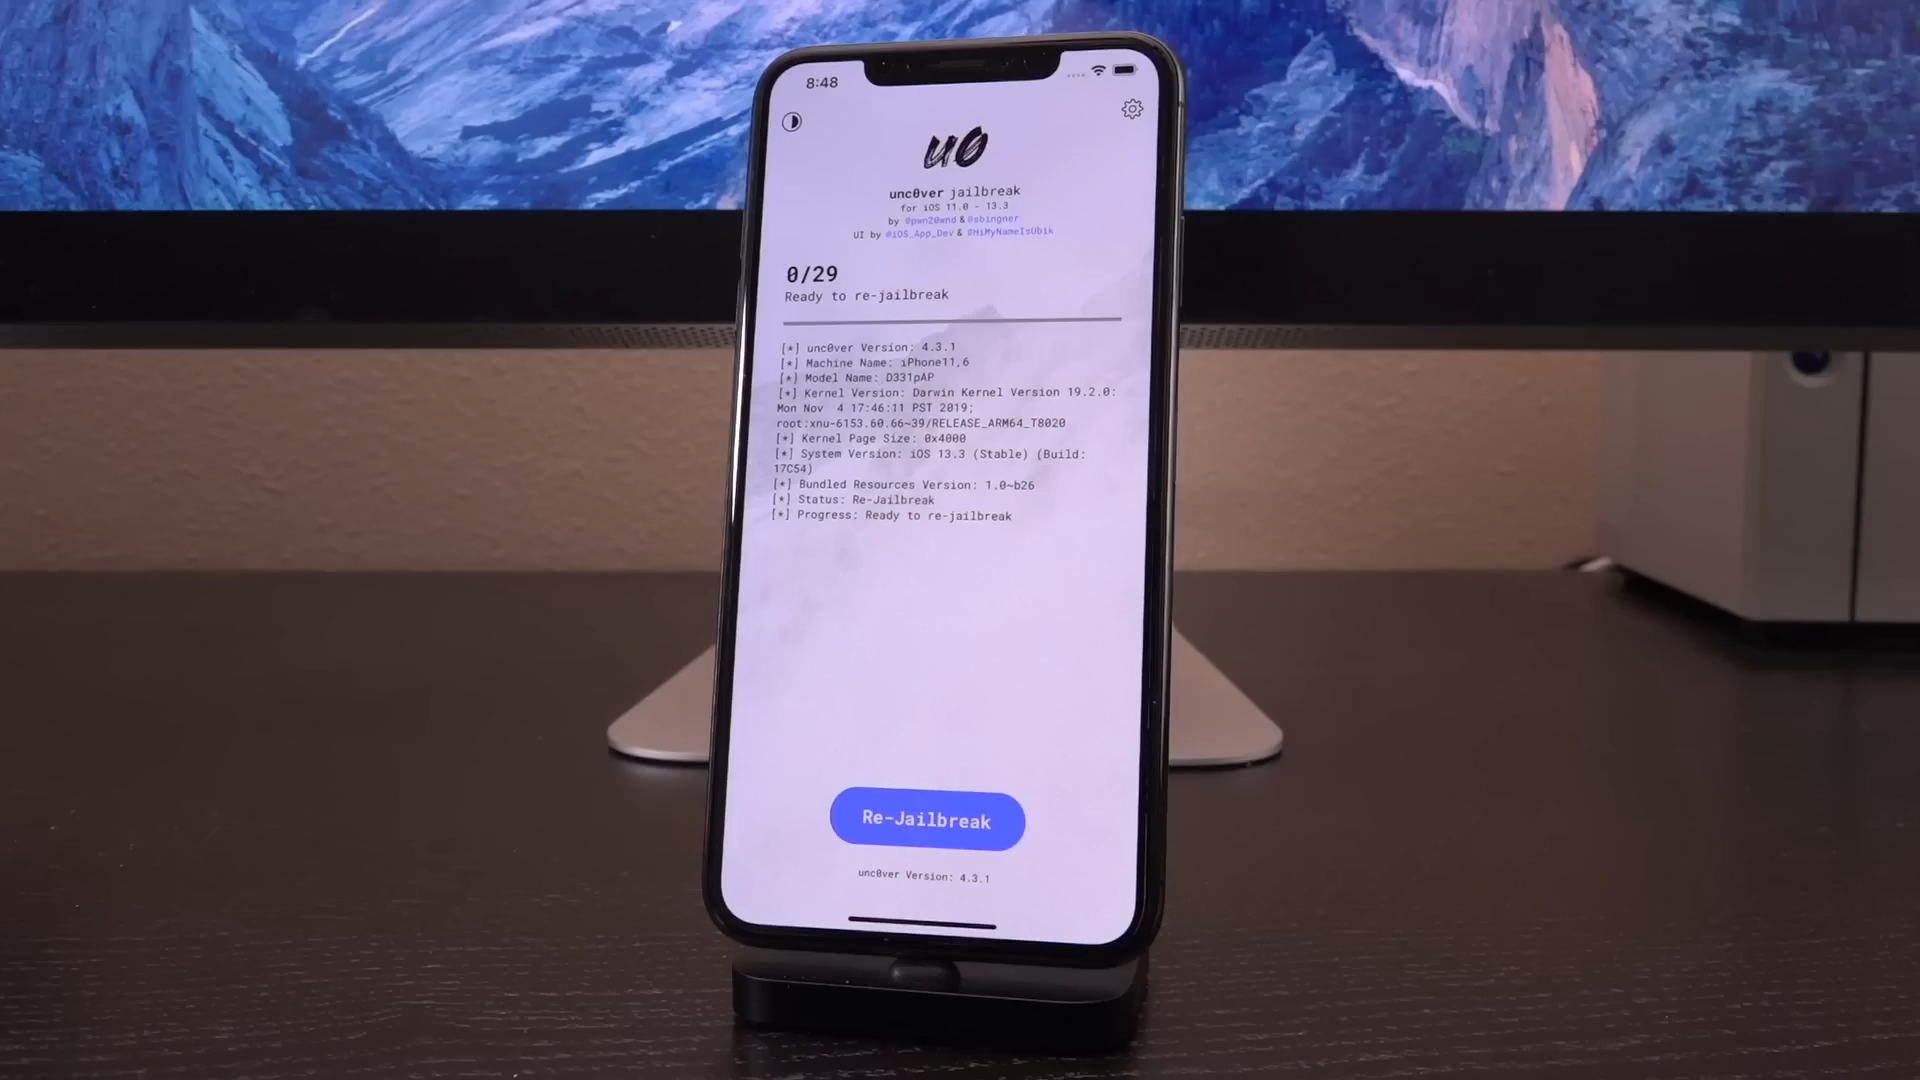 8:48
u0
unc0ver jailbreak
for iOS 11.0 - 13.3
by @pwn20wnd & @sbingner
UI by @iOS_App_Dev & @HiMyNameIsUbik
0/29
Ready to re-jailbreak
[*] unc0ver Version: 4.3.1
[*] Machine Name: iPhone11,6
[*] Model Name: D331pAP
[*] Kernel Version: Darwin Kernel Version 19.2.0:
Mon Nov  4 17:46:11 PST 2019;
root:xnu-6153.60.66~39/RELEASE_ARM64_T8020
[*] Kernel Page Size: 0x4000
[*] System Version: iOS 13.3 (Stable) (Build:
17C54)
[*] Bundled Resources Version: 1.0~b26
[*] Status: Re-Jailbreak
[*] Progress: Ready to re-jailbreak
Re-Jailbreak
unc0ver Version: 4.3.1